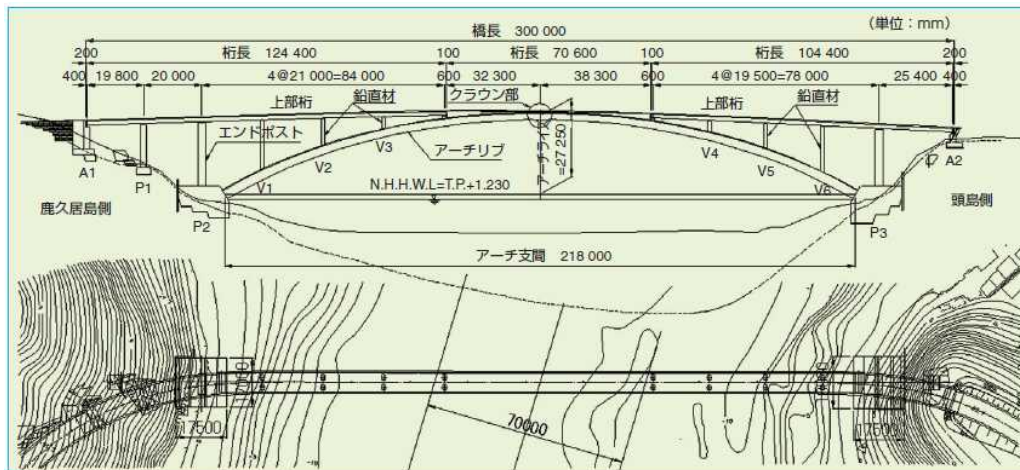 橋長 300 000
(単位:mm)
200 桁長 124 400 100 桁長 70 600 100 桁長 104 400 200
400 19 800 20 000 4@21 000=84 000 600 32 300 38 300 600 4@19 500=78 000 25 400 400
上部桁 鉛直材 クラウン部 上部桁 鉛直材
エンドポスト
アーチリブ
アーチライズ
=27 250
A1 P1 V1 V2 V3 V4 V5 V6 A2
N.H.H.W.L=T.P.+1.230
鹿久居島側 頭島側
P2 P3
アーチ支間 218 000
17500 70000 17500